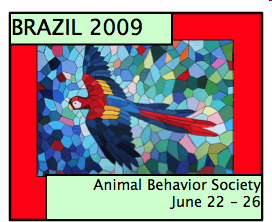 BRAZIL 2009
Animal Behavior Society
June 22 - 26